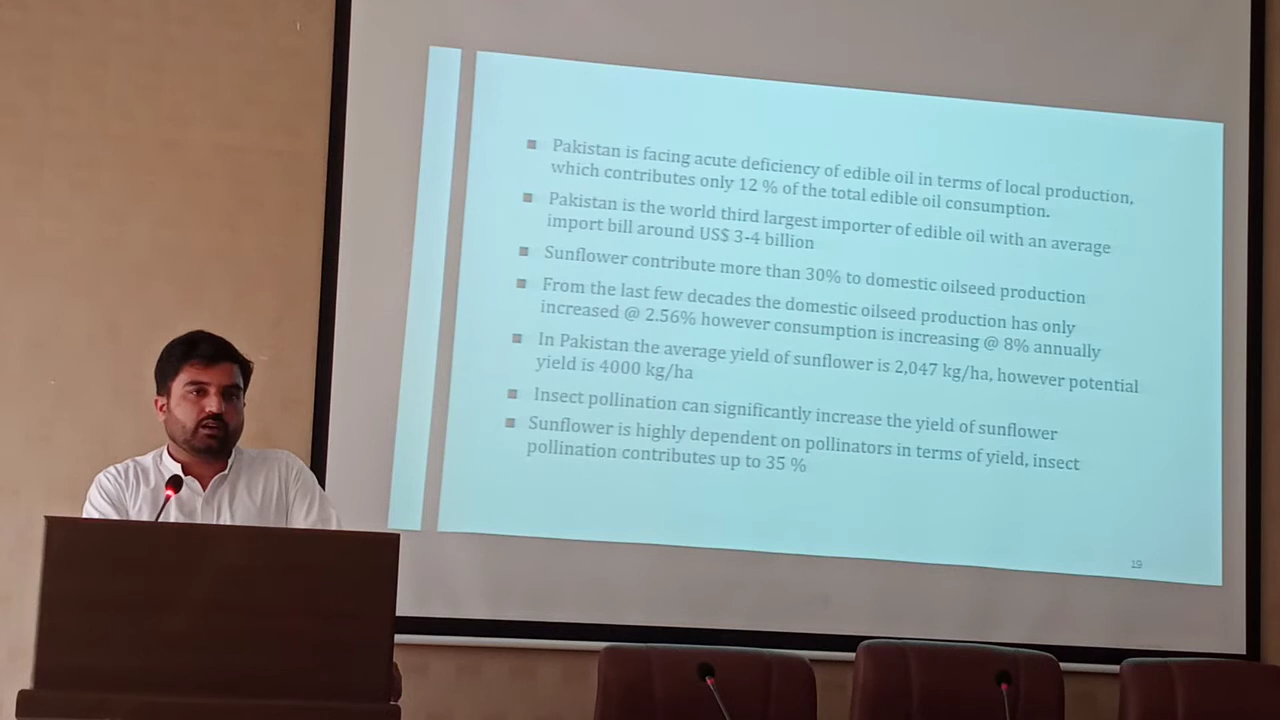 ▪ Pakistan is facing acute deficiency of edible oil in terms of local production,
which contributes only 12 % of the total edible oil consumption.
▪ Pakistan is the world third largest importer of edible oil with an average
import bill around US$ 3-4 billion
▪ Sunflower contribute more than 30% to domestic oilseed production
▪ From the last few decades the domestic oilseed production has only
increased @ 2.56% however consumption is increasing @ 8% annually
▪ In Pakistan the average yield of sunflower is 2,047 kg/ha, however potential
yield is 4000 kg/ha
▪ Insect pollination can significantly increase the yield of sunflower
▪ Sunflower is highly dependent on pollinators in terms of yield, insect
pollination contributes up to 35 %
19